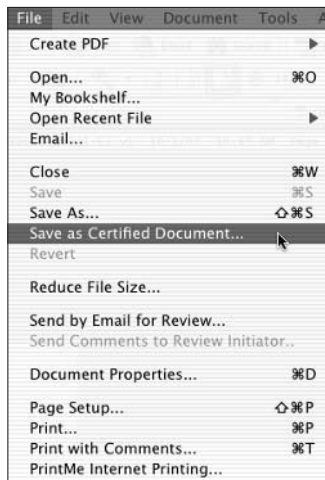 File Edit View Document Tools A
Create PDF ▶
Open... ⌘O
My Bookshelf...
Open Recent File ▶
Email...
Close ⌘W
Save ⌘S
Save As... ⇧⌘S
Save as Certified Document...
Revert
Reduce File Size...
Send by Email for Review...
Send Comments to Review Initiator..
Document Properties... ⌘D
Page Setup... ⇧⌘P
Print... ⌘P
Print with Comments... ⌘T
PrintMe Internet Printing...